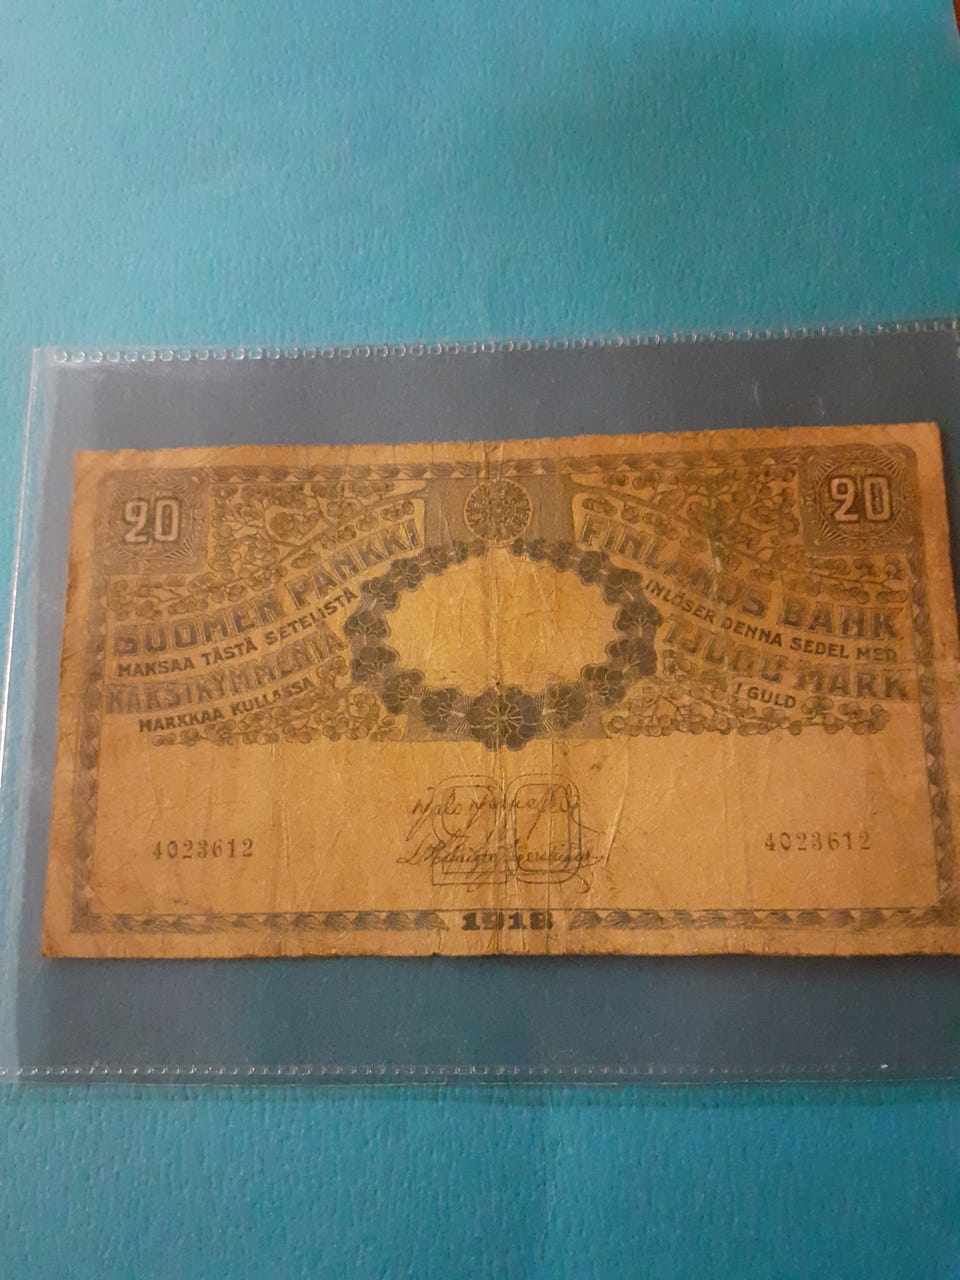 20
20
SUOMEN PANKKI
MAKSAA TÄSTÄ SETELISTÄ
KAKSIKYMMENTÄ
MARKKAA KULLASSA
FINLANDS BANK
INLÖSER DENNA SEDEL MED
TJUGO MARK
I GULD
20
4023612
4023612
1918